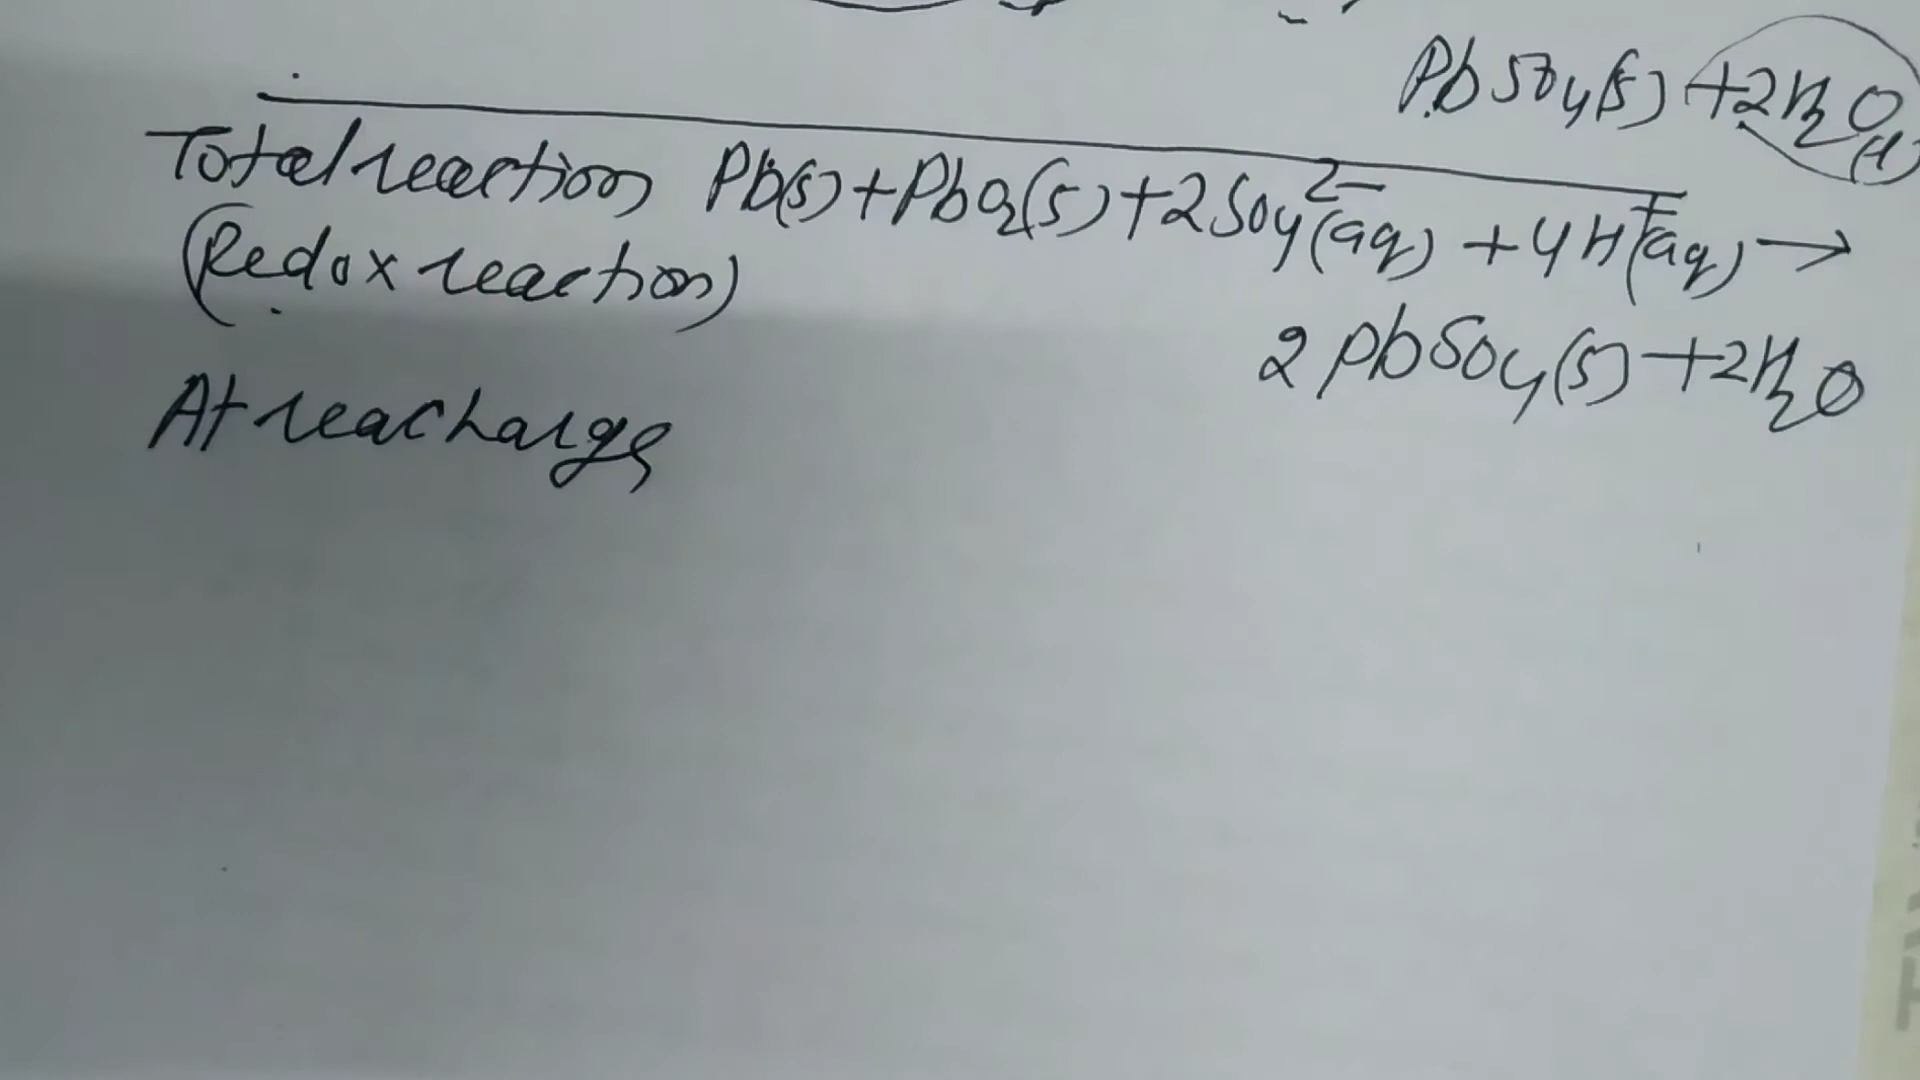 PbSO4(s) + 2H2O(l)
Total reaction Pb(s) + PbO2(s) + 2SO4^2-(aq) + 4H^+(aq) →
(Redox reaction)
2PbSO4(s) + 2H2O
At reacharge